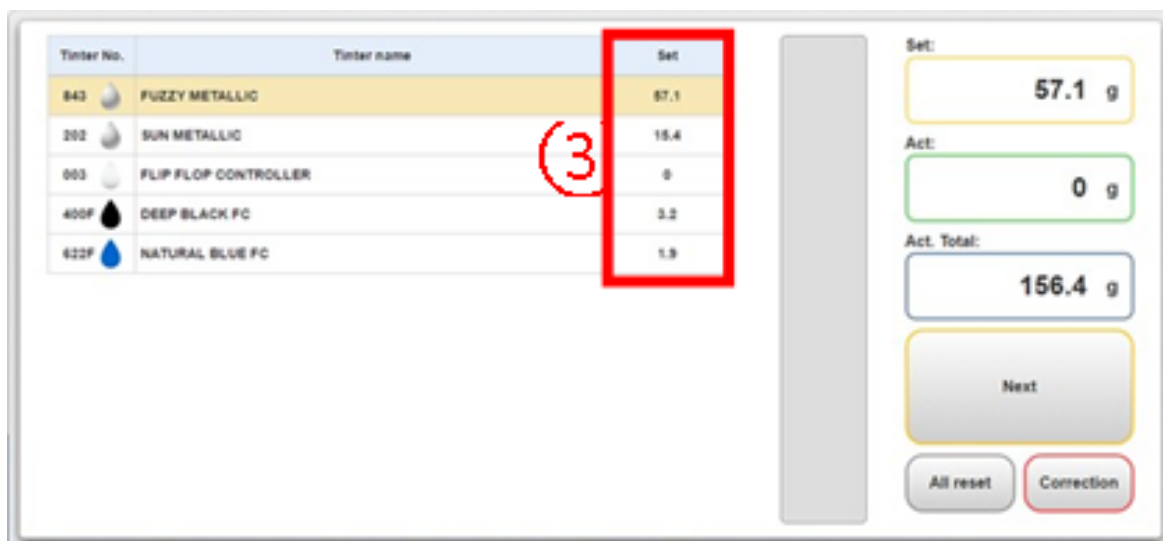 Tinter No. Tinter name Set
843 FUZZY METALLIC 57.1
202 SUN METALLIC 15.4
003 FLIP FLOP CONTROLLER 0
400F DEEP BLACK FC 3.2
622F NATURAL BLUE FC 1.9
3
Set:
57.1 g
Act:
0 g
Act. Total:
156.4 g
Next
All reset Correction